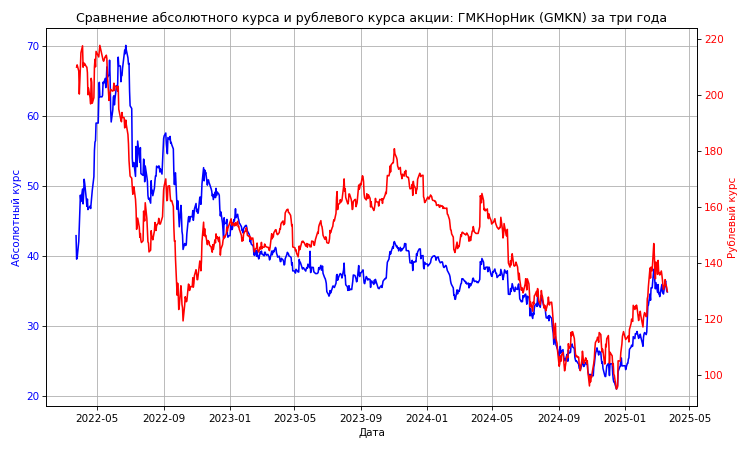 Сравнение абсолютного курса и рублевого курса акции: ГМКНорНик (GMKN) за три года
Абсолютный курс
70
60
50
40
30
20
220
200
180
160
140
120
100
Рублевый курс
2022-05 2022-09 2023-01 2023-05 2023-09 2024-01 2024-05 2024-09 2025-01 2025-05
Дата